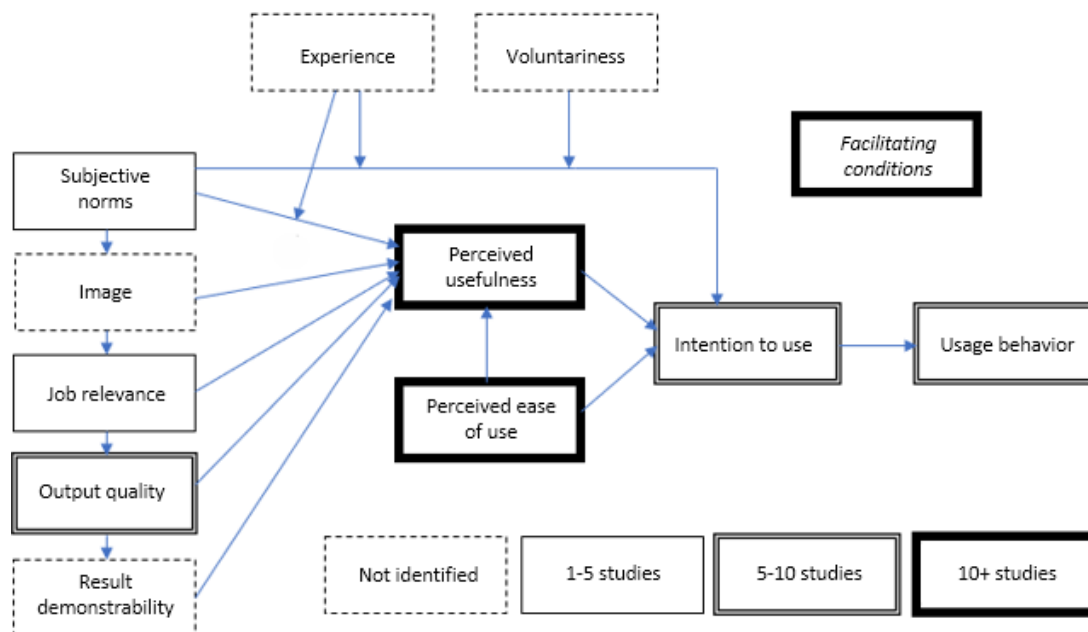 Experience
Voluntariness
Facilitating
conditions
Subjective
norms
Perceived
usefulness
Image
Intention to use
Usage behavior
Job relevance
Perceived ease
of use
Output quality
Result
demonstrability
Not identified
1-5 studies
5-10 studies
10+ studies